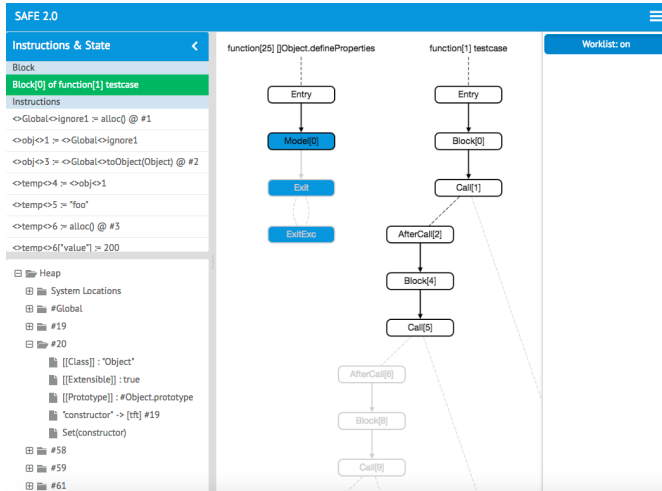 SAFE 2.0
Instructions & State
Block
Block[0] of function[1] testcase
Instructions
<>Global<>ignore1 := alloc() @ #1
<>obj<>1 := <>Global<>ignore1
<>obj<>3 := <>Global<>toObject(Object) @ #2
<>temp<>4 := <>obj<>1
<>temp<>5 := "foo"
<>temp<>6 := alloc() @ #3
<>temp<>6["value"] := 200
Heap
System Locations
#Global
#19
#20
[[Class]] : "Object"
[[Extensible]] : true
[[Prototype]] : #Object.prototype
"constructor" -> [tft] #19
Set(constructor)
#58
#59
#61
function[25] []Object.defineProperties
Entry
Model[0]
Exit
ExitExc
function[1] testcase
Entry
Block[0]
Call[1]
AfterCall[2]
Block[4]
Call[5]
AfterCall[6]
Block[8]
Call[9]
Worklist: on